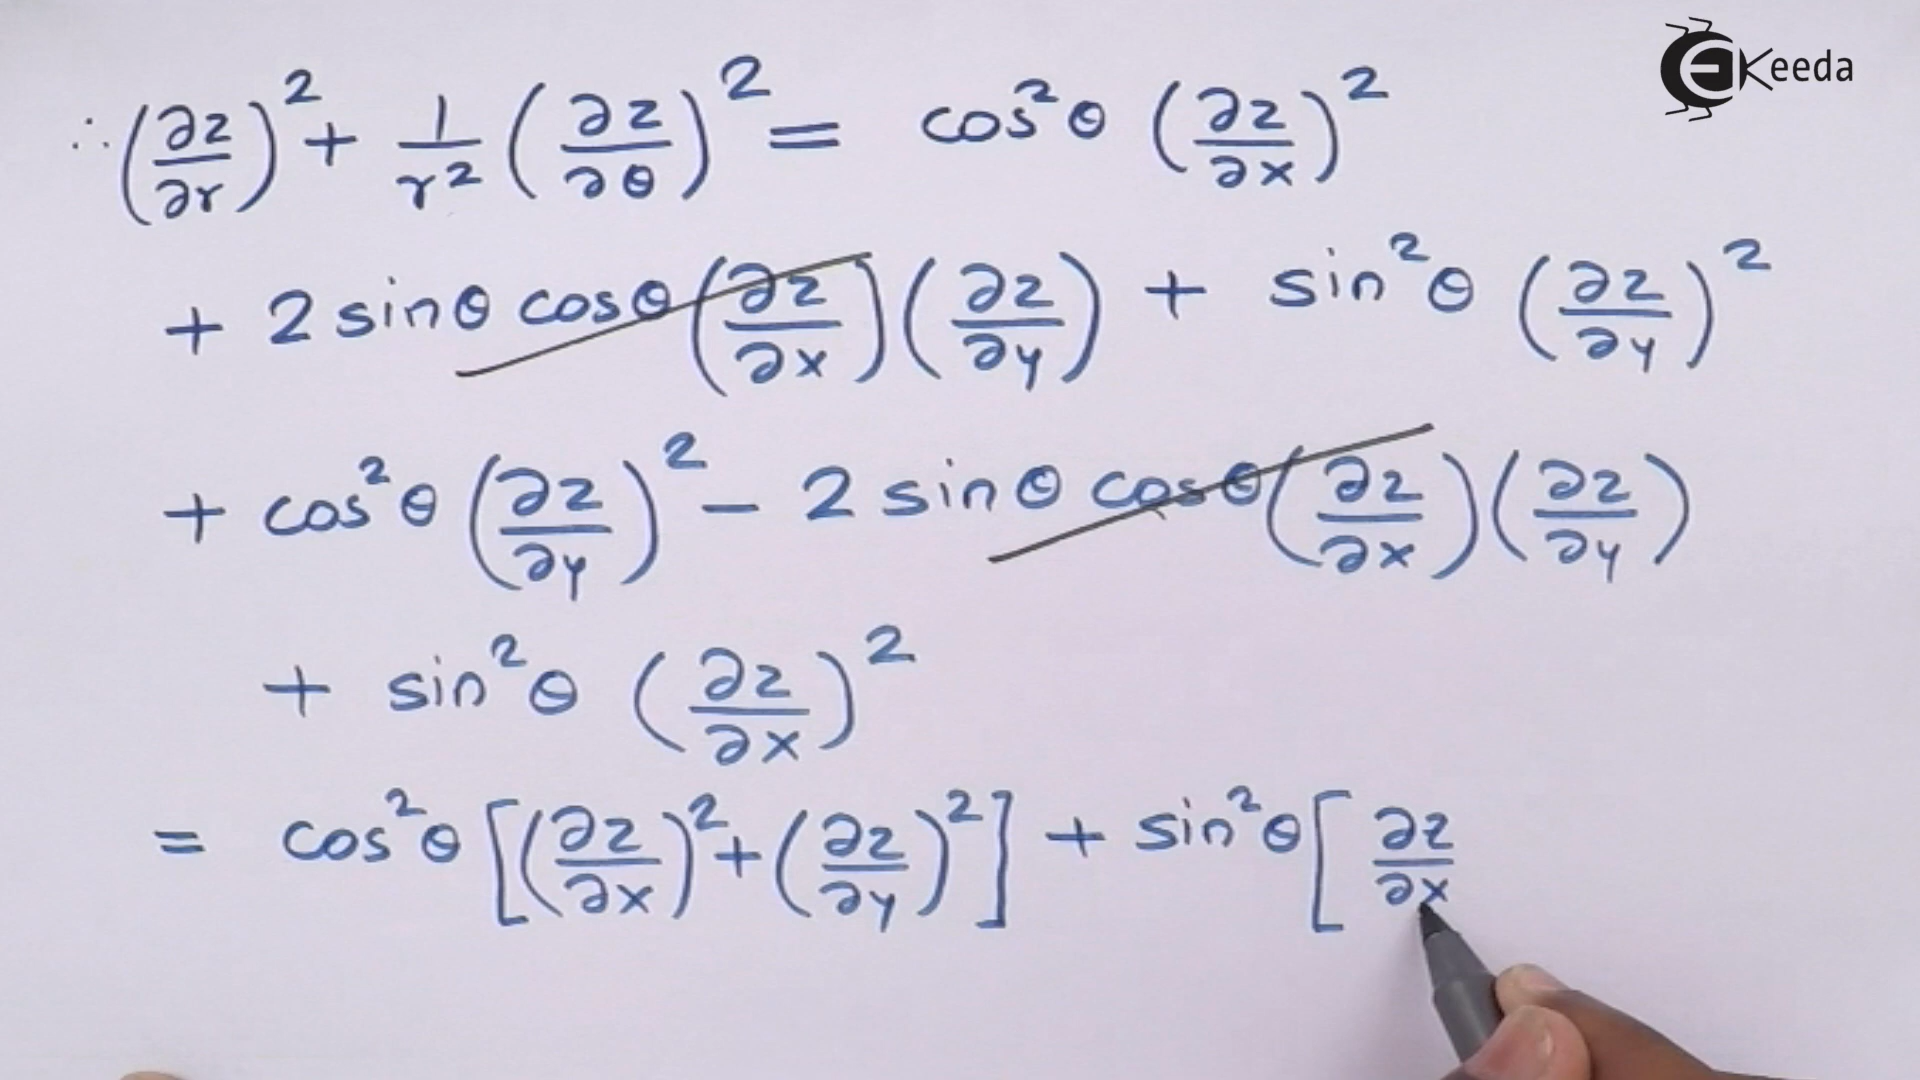 Keeda
∴ (∂z/∂r)² + 1/r² (∂z/∂θ)² = cos²θ (∂z/∂x)²
+ 2 sinθ cosθ (∂z/∂x)(∂z/∂y) + sin²θ (∂z/∂y)²
+ cos²θ (∂z/∂y)² − 2 sinθ cosθ (∂z/∂x)(∂z/∂y)
+ sin²θ (∂z/∂x)²
= cos²θ [(∂z/∂x)² + (∂z/∂y)²] + sin²θ [ ∂z/∂x